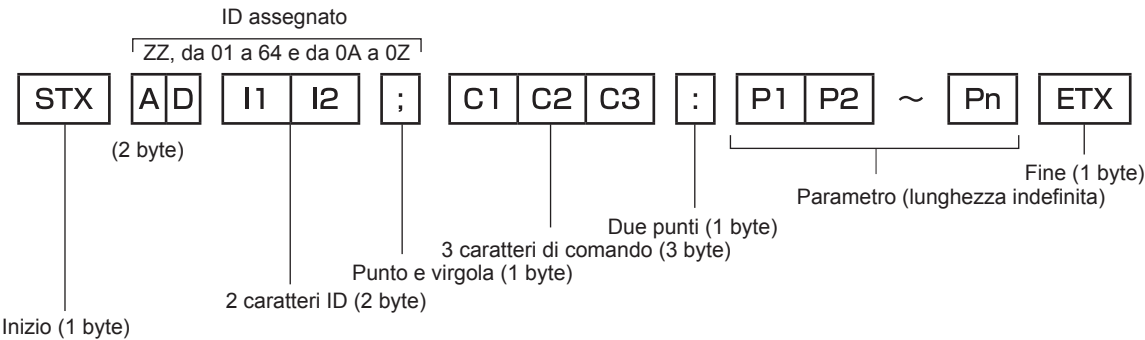 ID assegnato
ZZ, da 01 a 64 e da 0A a 0Z
STX A D I1 I2 ; C1 C2 C3 : P1 P2 ~ Pn ETX
(2 byte)
Fine (1 byte)
Parametro (lunghezza indefinita)
Due punti (1 byte)
3 caratteri di comando (3 byte)
Punto e virgola (1 byte)
2 caratteri ID (2 byte)
Inizio (1 byte)